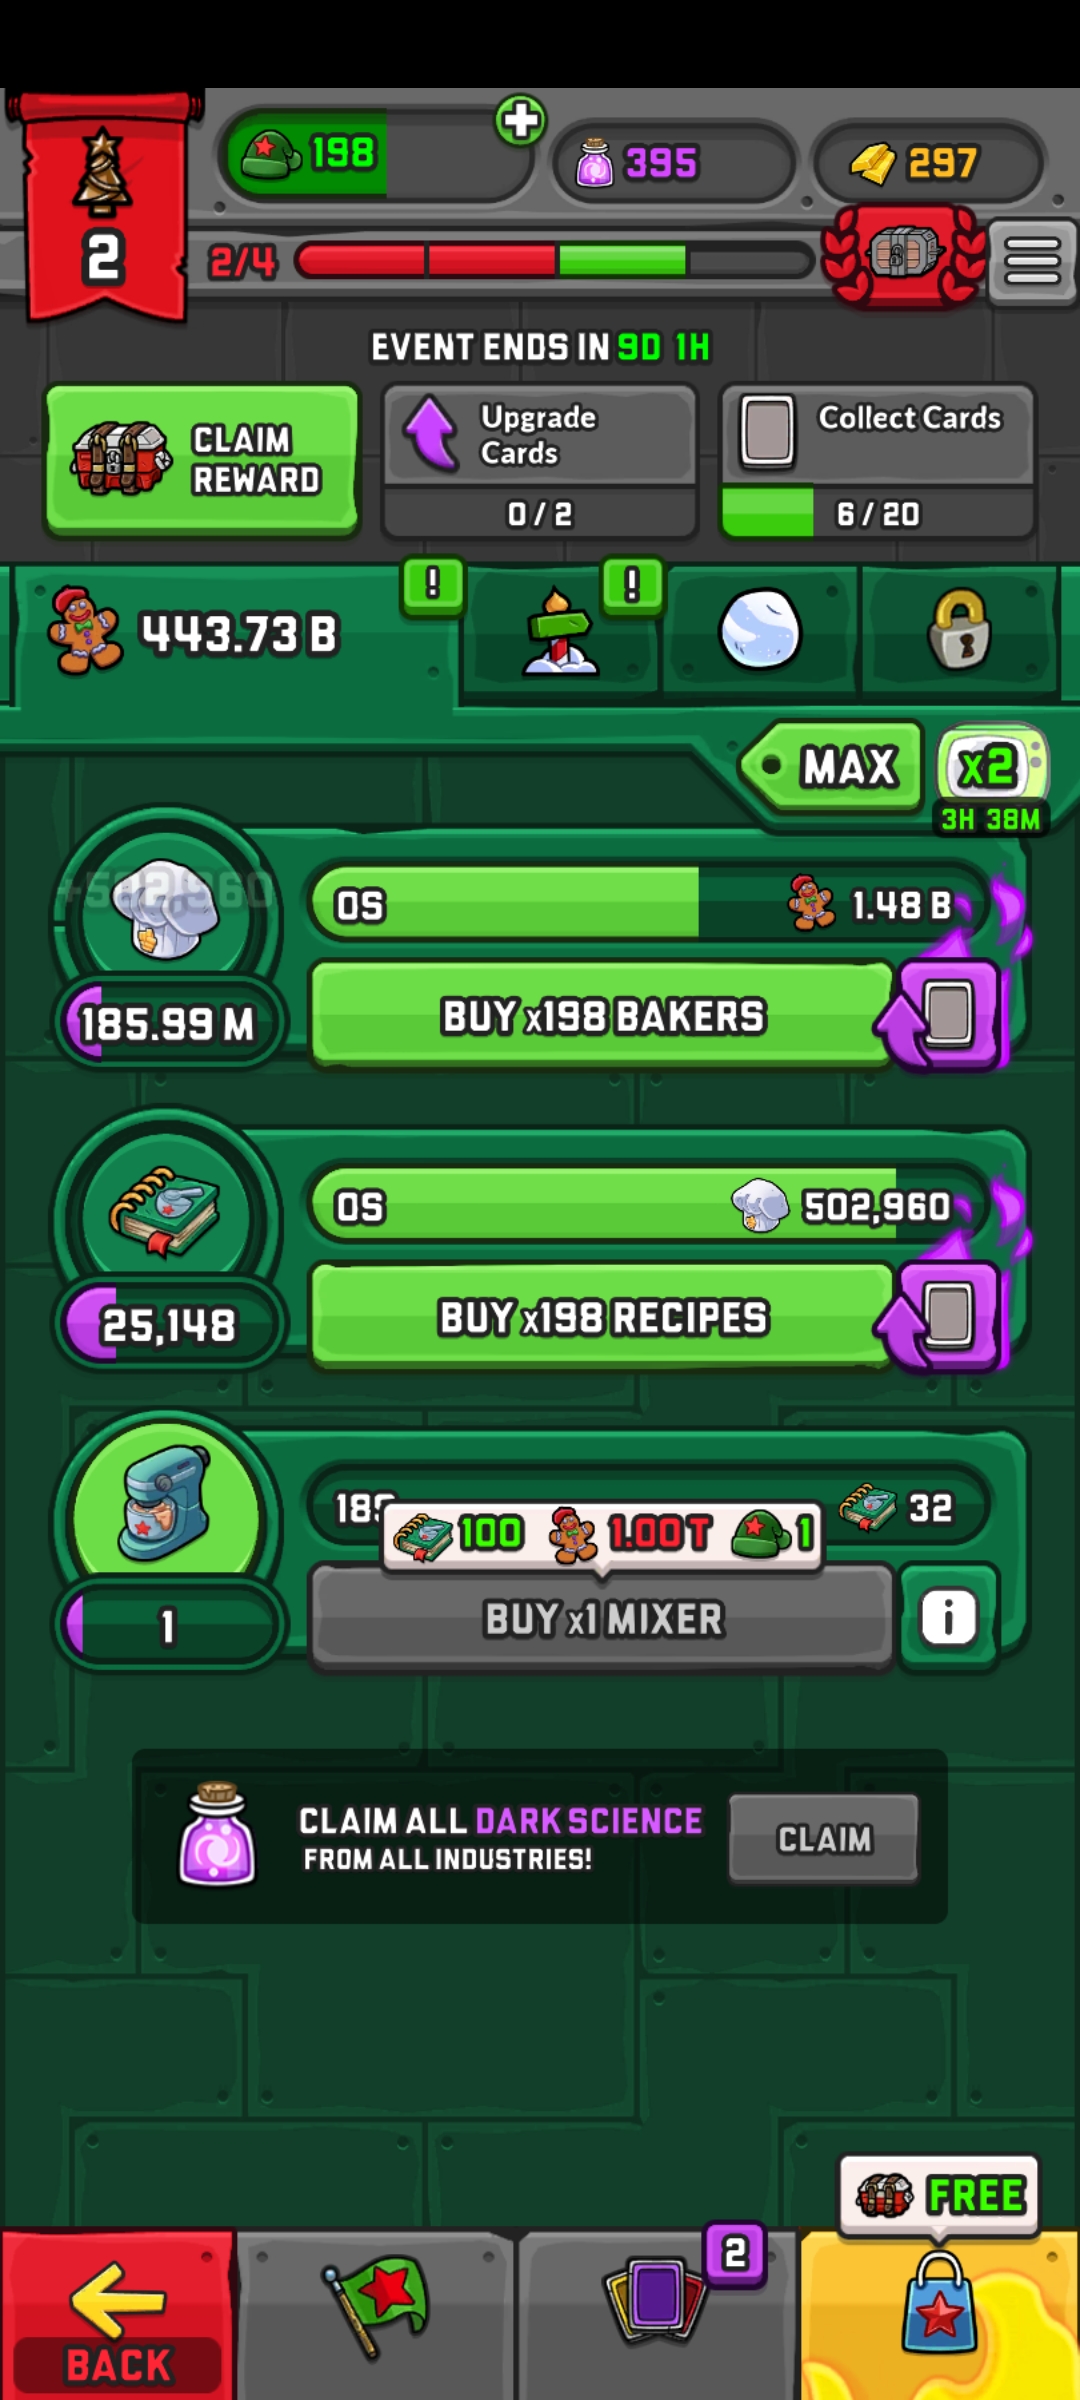 198
395
297
2
2/4
EVENT ENDS IN 9D 1H
CLAIM
REWARD
Upgrade
Cards
0 / 2
Collect Cards
6 / 20
!
!
443.73 B
MAX
x2
3H 38M
+502,960
0S
1.48 B
185.99 M
BUY x198 BAKERS
0S
502,960
25,148
BUY x198 RECIPES
32
100
1.00 T
1
1
BUY x1 MIXER
i
CLAIM ALL DARK SCIENCE
FROM ALL INDUSTRIES!
CLAIM
FREE
2
BACK